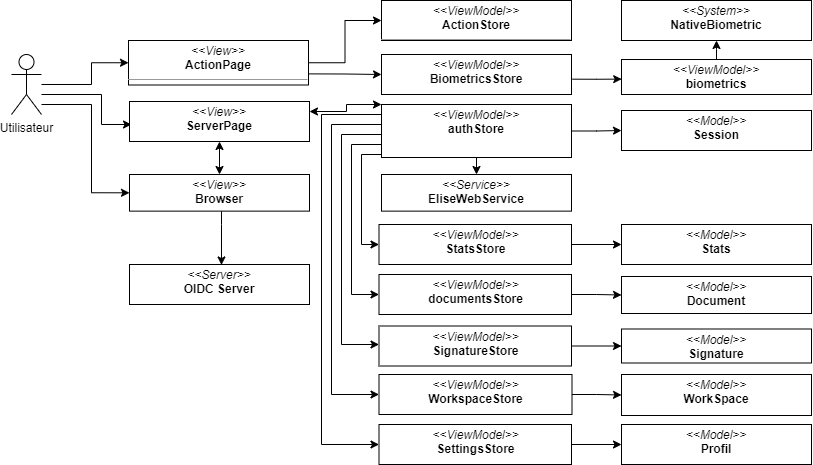 <<ViewModel>>
ActionStore
<<System>>
NativeBiometric
<<View>>
ActionPage
<<ViewModel>>
BiometricsStore
<<ViewModel>>
biometrics
Utilisateur
<<View>>
ServerPage
<<ViewModel>>
authStore
<<Model>>
Session
<<View>>
Browser
<<Service>>
EliseWebService
<<ViewModel>>
StatsStore
<<Model>>
Stats
<<Server>>
OIDC Server
<<ViewModel>>
documentsStore
<<Model>>
Document
<<ViewModel>>
SignatureStore
<<Model>>
Signature
<<ViewModel>>
WorkspaceStore
<<Model>>
WorkSpace
<<ViewModel>>
SettingsStore
<<Model>>
Profil